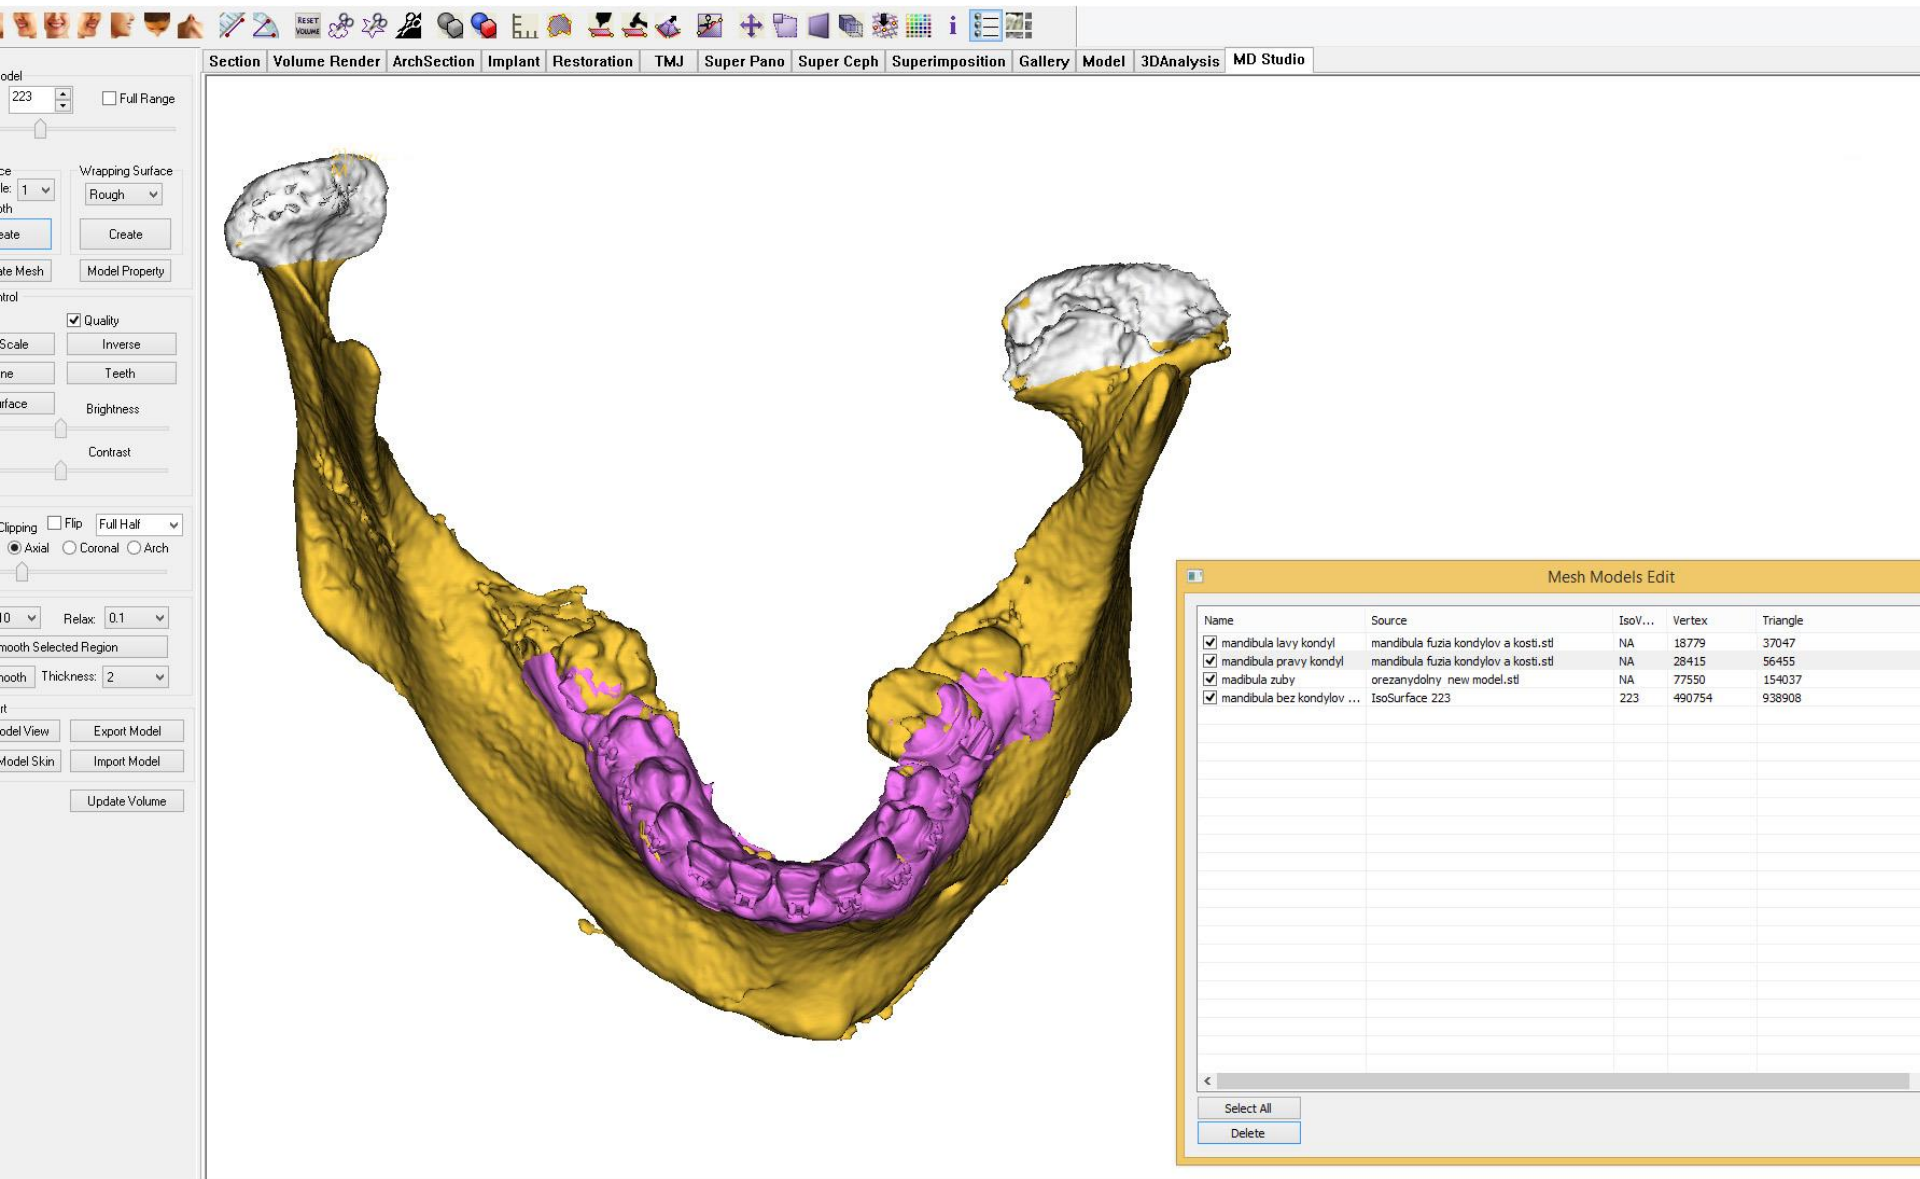 RESET
VOLUME
i
Section Volume Render ArchSection Implant Restoration TMJ Super Pano Super Ceph Superimposition Gallery Model 3DAnalysis MD Studio
odel
223 Full Range
ce Wrapping Surface
le: 1 Rough
oth
eate Create
ate Mesh Model Property
ntrol
Quality
Scale Inverse
ne Teeth
urface Brightness
Contrast
Clipping Flip Full Half
Axial Coronal Arch
10 Relax: 0.1
mooth Selected Region
nooth Thickness: 2
rt
odel View Export Model
Model Skin Import Model
Update Volume
Mesh Models Edit
Name Source IsoV... Vertex Triangle
mandibula lavy kondyl mandibula fuzia kondylov a kosti.stl NA 18779 37047
mandibula pravy kondyl mandibula fuzia kondylov a kosti.stl NA 28415 56455
madibula zuby orezanydolny new model.stl NA 77550 154037
mandibula bez kondylov ... IsoSurface 223 223 490754 938908
Select All
Delete